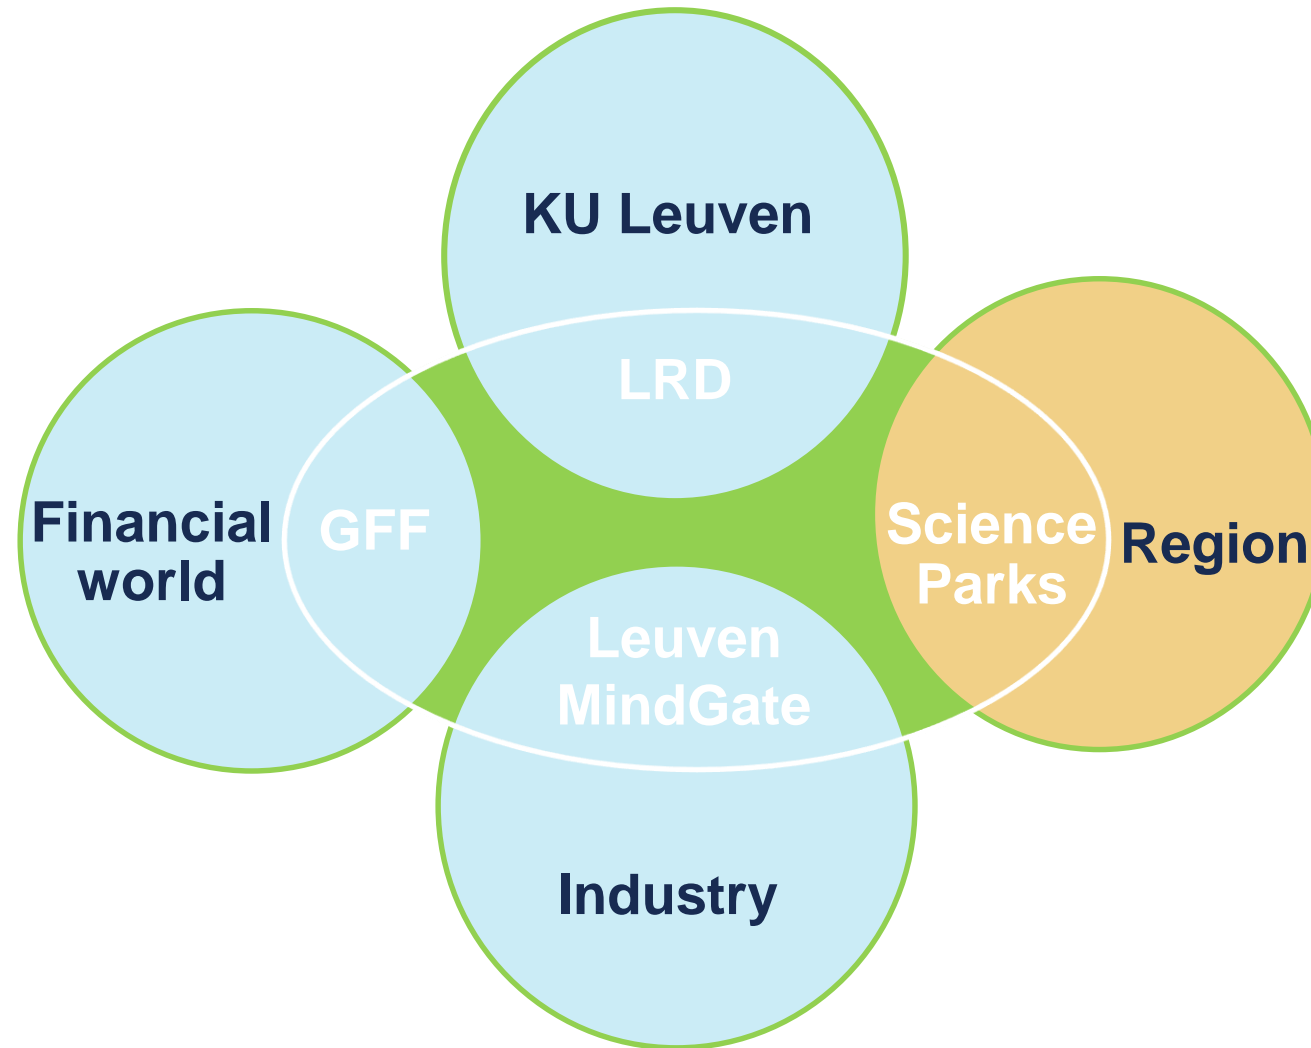 KU Leuven
LRD
Financial
world
GFF
Science
Parks
Region
Leuven
MindGate
Industry